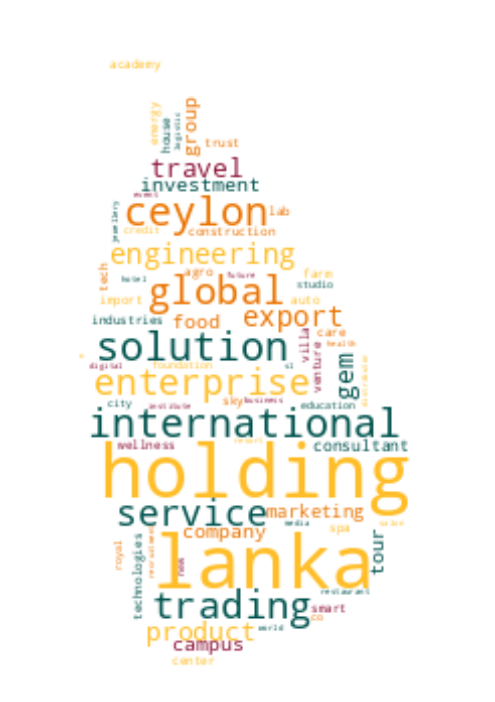 academy
energy
house
logistic
group
trust
travel
event
investment
jewellery
ceylon
lab
credit
construction
engineering
tech
agro
future
farm
hotel
studio
global
import
auto
industries
food
export
villa
care
health
solution
venture
gem
distributor
digital
foundation
sl
enterprise
city
institute
sky
business
education
international
wellness
resort
consultant
holding
service
marketing
media
spa
salon
company
tour
royal
technologies
recruitment
new
lanka
restaurant
trading
smart
co
product
world
campus
center